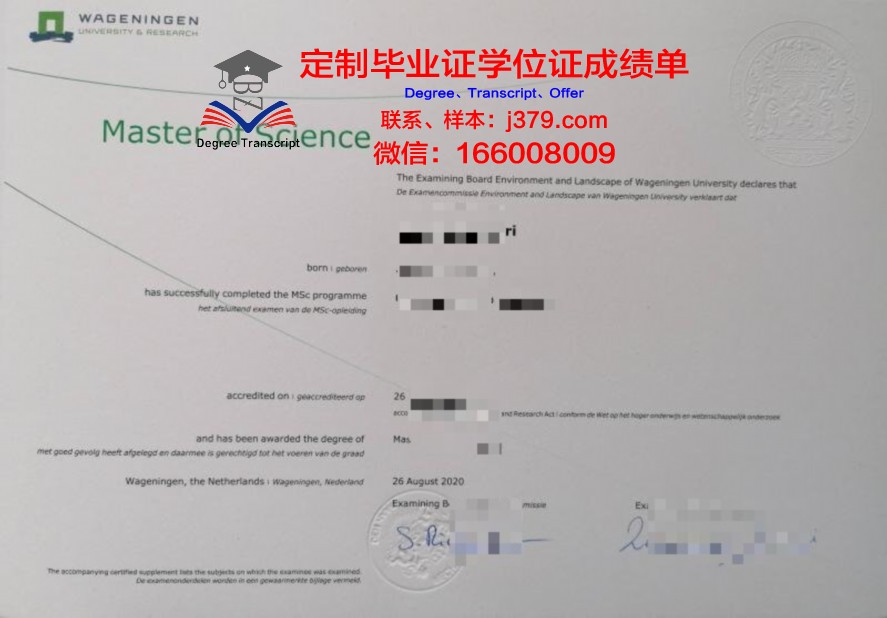 WAGENINGEN
UNIVERSITY & RESEARCH
定制毕业证学位证成绩单
Degree、Transcript、Offer
联系、样本：j379.com
微信：166008009
Degree Transcript
Master of Science
The Examining Board Environment and Landscape of Wageningen University declares that
De Examencommissie Environment and Landscape van Wageningen University verklaart dat
ri
born | geboren
has successfully completed the MSc programme
het afsluitend examen van de MSc-opleiding
accredited on | geaccrediteerd op 26
and Research Act | conform de Wet op het hoger onderwijs en wetenschappelijk onderzoek
and has been awarded the degree of Mas
met goed gevolg heeft afgelegd en daarmee is gerechtigd tot het voeren van de graad
Wageningen, the Netherlands | Wageningen, Nederland 26 August 2020
Examining B missie Exa
The accompanying certified supplement lists the subjects on which the examinee was examined.
De examenonderdelen worden in een gewaarmerkte bijlage vermeld.